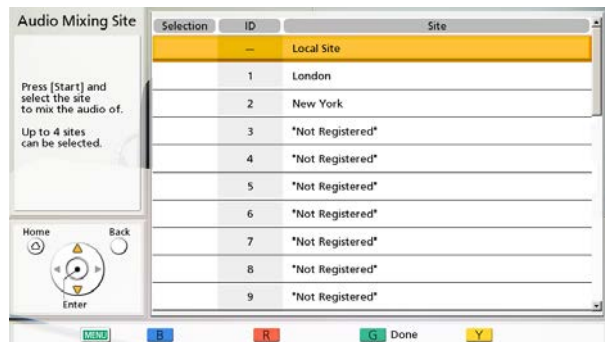 Audio Mixing Site
Press [Start] and
select the site
to mix the audio of.
Up to 4 sites
can be selected.
Home Back
Enter
Selection ID Site
— Local Site
1 London
2 New York
3 *Not Registered*
4 *Not Registered*
5 *Not Registered*
6 *Not Registered*
7 *Not Registered*
8 *Not Registered*
9 *Not Registered*
MENU B R G Done Y